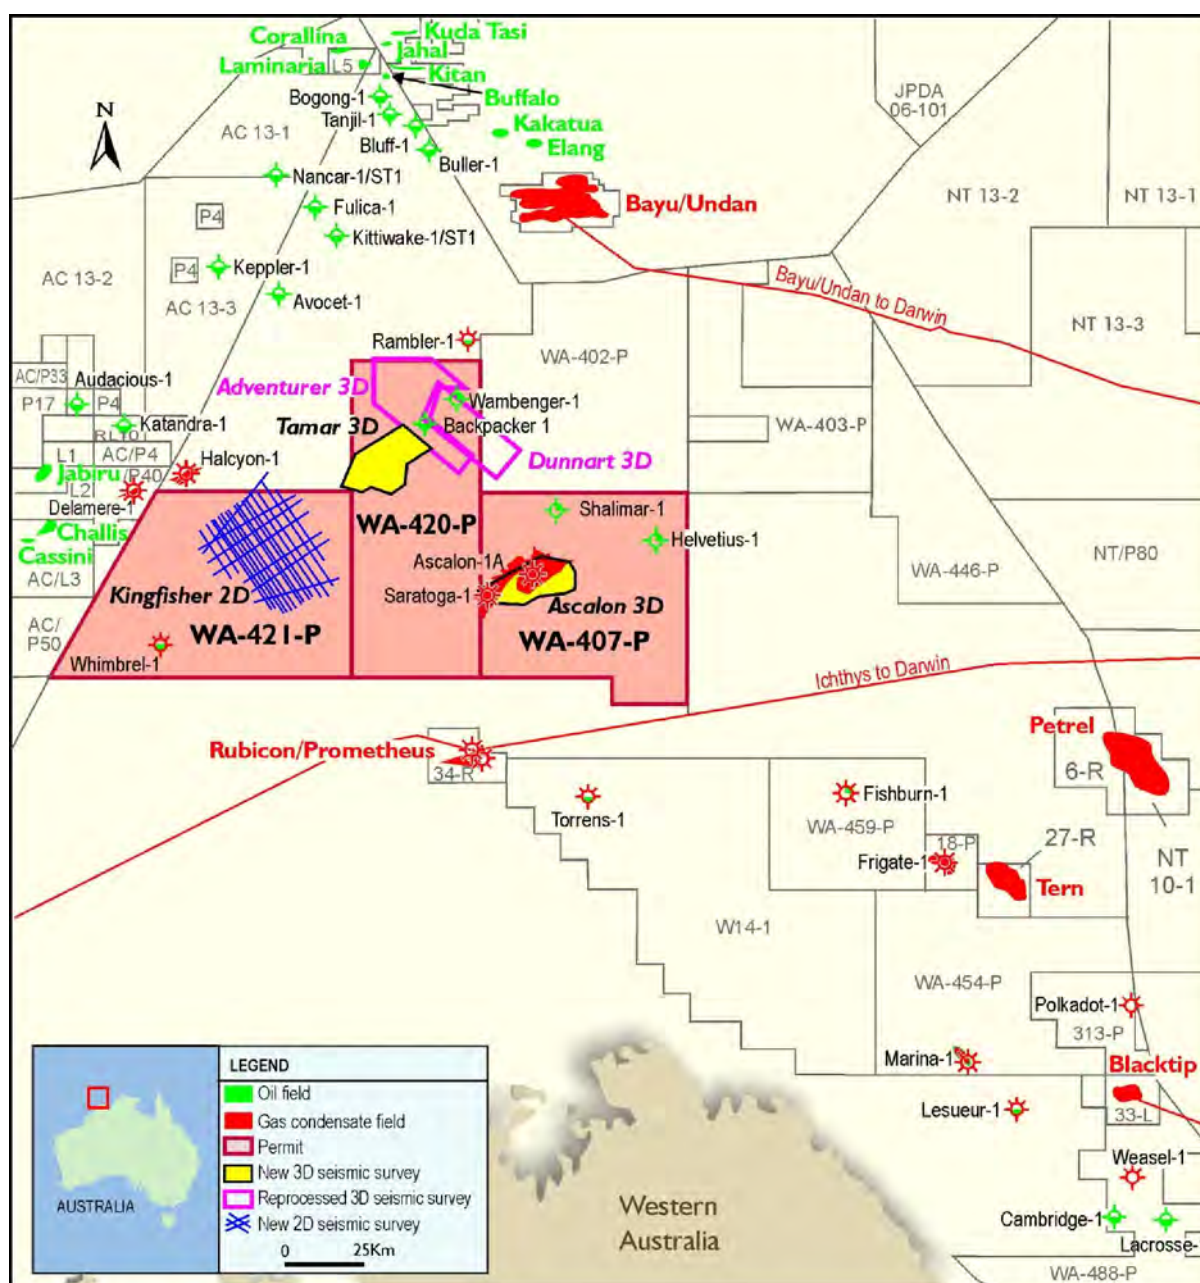 Corallina
Kuda Tasi
Jahal
Laminaria
L5
Kitan
Bogong-1
Buffalo
JPDA
06-101
N
Tanjil-1
Kakatua
AC 13-1
Bluff-1
Elang
Buller-1
Nancar-1/ST1
Bayu/Undan
NT 13-2
NT 13-1
P4
Fulica-1
Kittiwake-1/ST1
P4
Keppler-1
AC 13-2
AC 13-3
Avocet-1
Bayu/Undan to Darwin
NT 13-3
Rambler-1
WA-402-P
AC/P33
Audacious-1
Adventurer 3D
P17
P4
Wambenger-1
Katandra-1
Tamar 3D
Backpacker 1
WA-403-P
L1
AC/P4
Halcyon-1
Dunnart 3D
Jabiru
/P40
L2
Delamere-1
Shalimar-1
WA-420-P
Challis
Helvetius-1
Cassini
Ascalon-1A
NT/P80
AC/L3
WA-446-P
Kingfisher 2D
Saratoga-1
Ascalon 3D
AC/
P50
WA-421-P
WA-407-P
Whimbrel-1
Ichthys to Darwin
Rubicon/Prometheus
Petrel
34-R
6-R
Torrens-1
Fishburn-1
WA-459-P
18-P
27-R
Frigate-1
NT
10-1
Tern
W14-1
WA-454-P
Polkadot-1
313-P
Marina-1
Blacktip
Lesueur-1
33-L
Weasel-1
Cambridge-1
Lacrosse-
WA-488-P
Western
Australia
AUSTRALIA
LEGEND
Oil field
Gas condensate field
Permit
New 3D seismic survey
Reprocessed 3D seismic survey
New 2D seismic survey
0 25Km